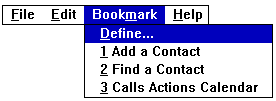 File Edit Bookmark Help
Define...
1 Add a Contact
2 Find a Contact
3 Calls Actions Calendar